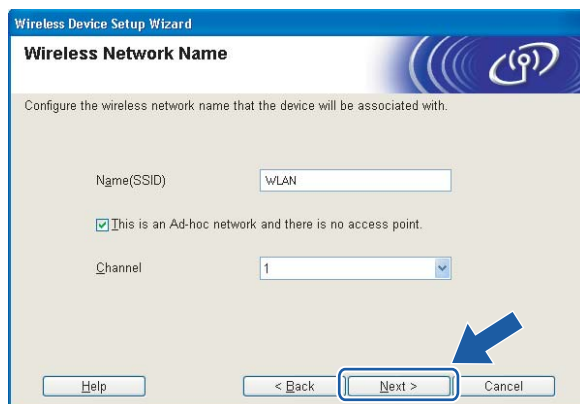 Wireless Device Setup Wizard
Wireless Network Name
Configure the wireless network name that the device will be associated with.
Name(SSID) WLAN
This is an Ad-hoc network and there is no access point.
Channel 1
Help < Back Next > Cancel